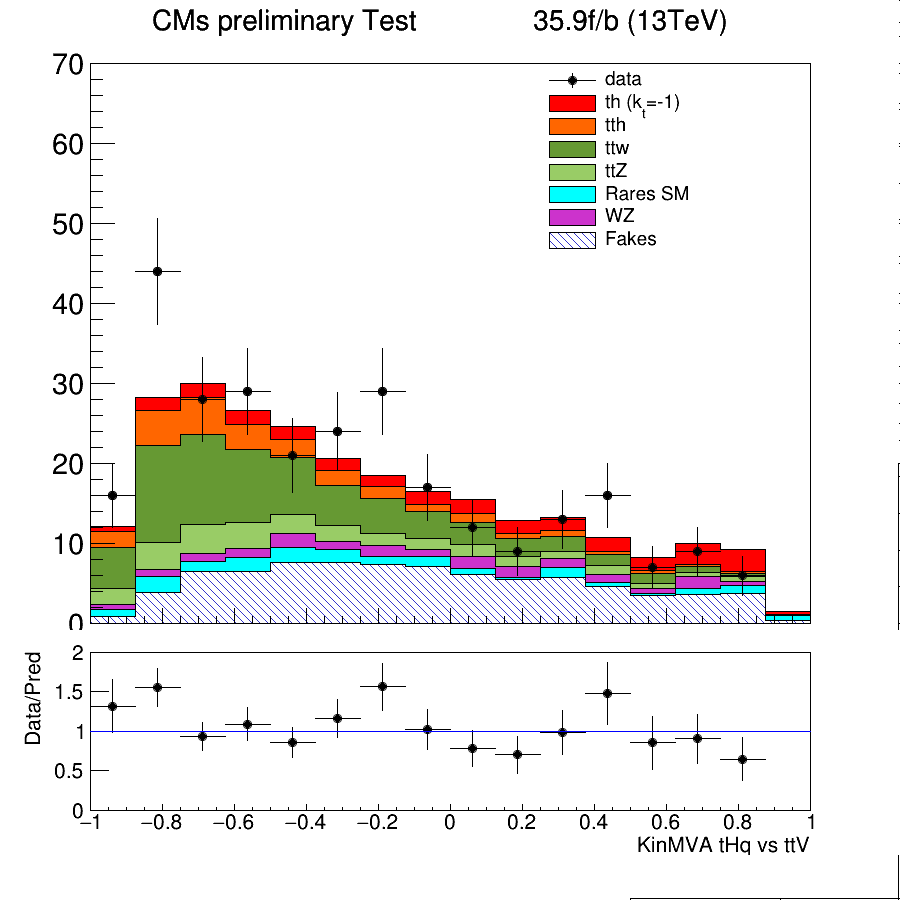 CMs preliminary Test 35.9f/b (13TeV)
70
60
50
40
30
20
10
0
data
th (k_t=-1)
tth
ttw
ttZ
Rares SM
WZ
Fakes
Data/Pred
2
1.5
1
0.5
0
−1 −0.8 −0.6 −0.4 −0.2 0 0.2 0.4 0.6 0.8 1
KinMVA tHq vs ttV